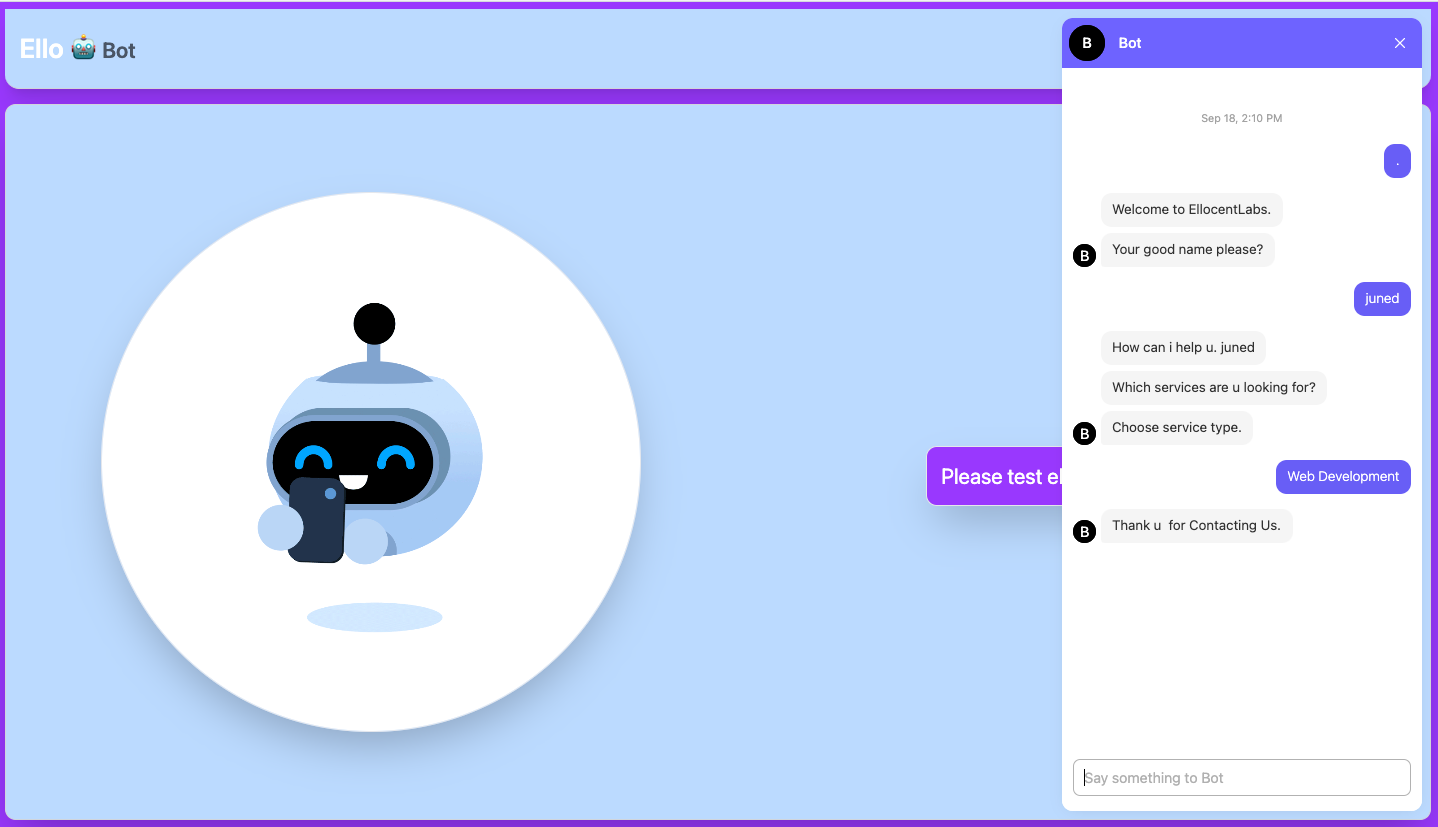 Ello 🤖 Bot
Please test el
B Bot
Sep 18, 2:10 PM
.
Welcome to EllocentLabs.
B Your good name please?
juned
How can i help u. juned
Which services are u looking for?
B Choose service type.
Web Development
B Thank u  for Contacting Us.
Say something to Bot